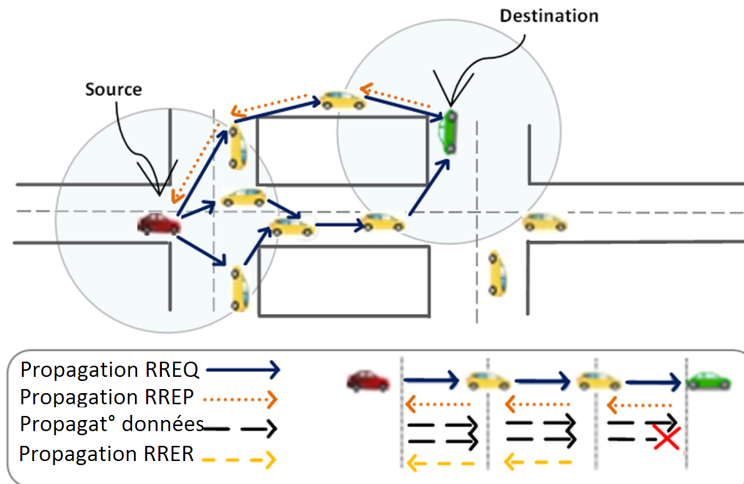 Destination
Source
Propagation RREQ
Propagation RREP
Propagat° données
Propagation RRER